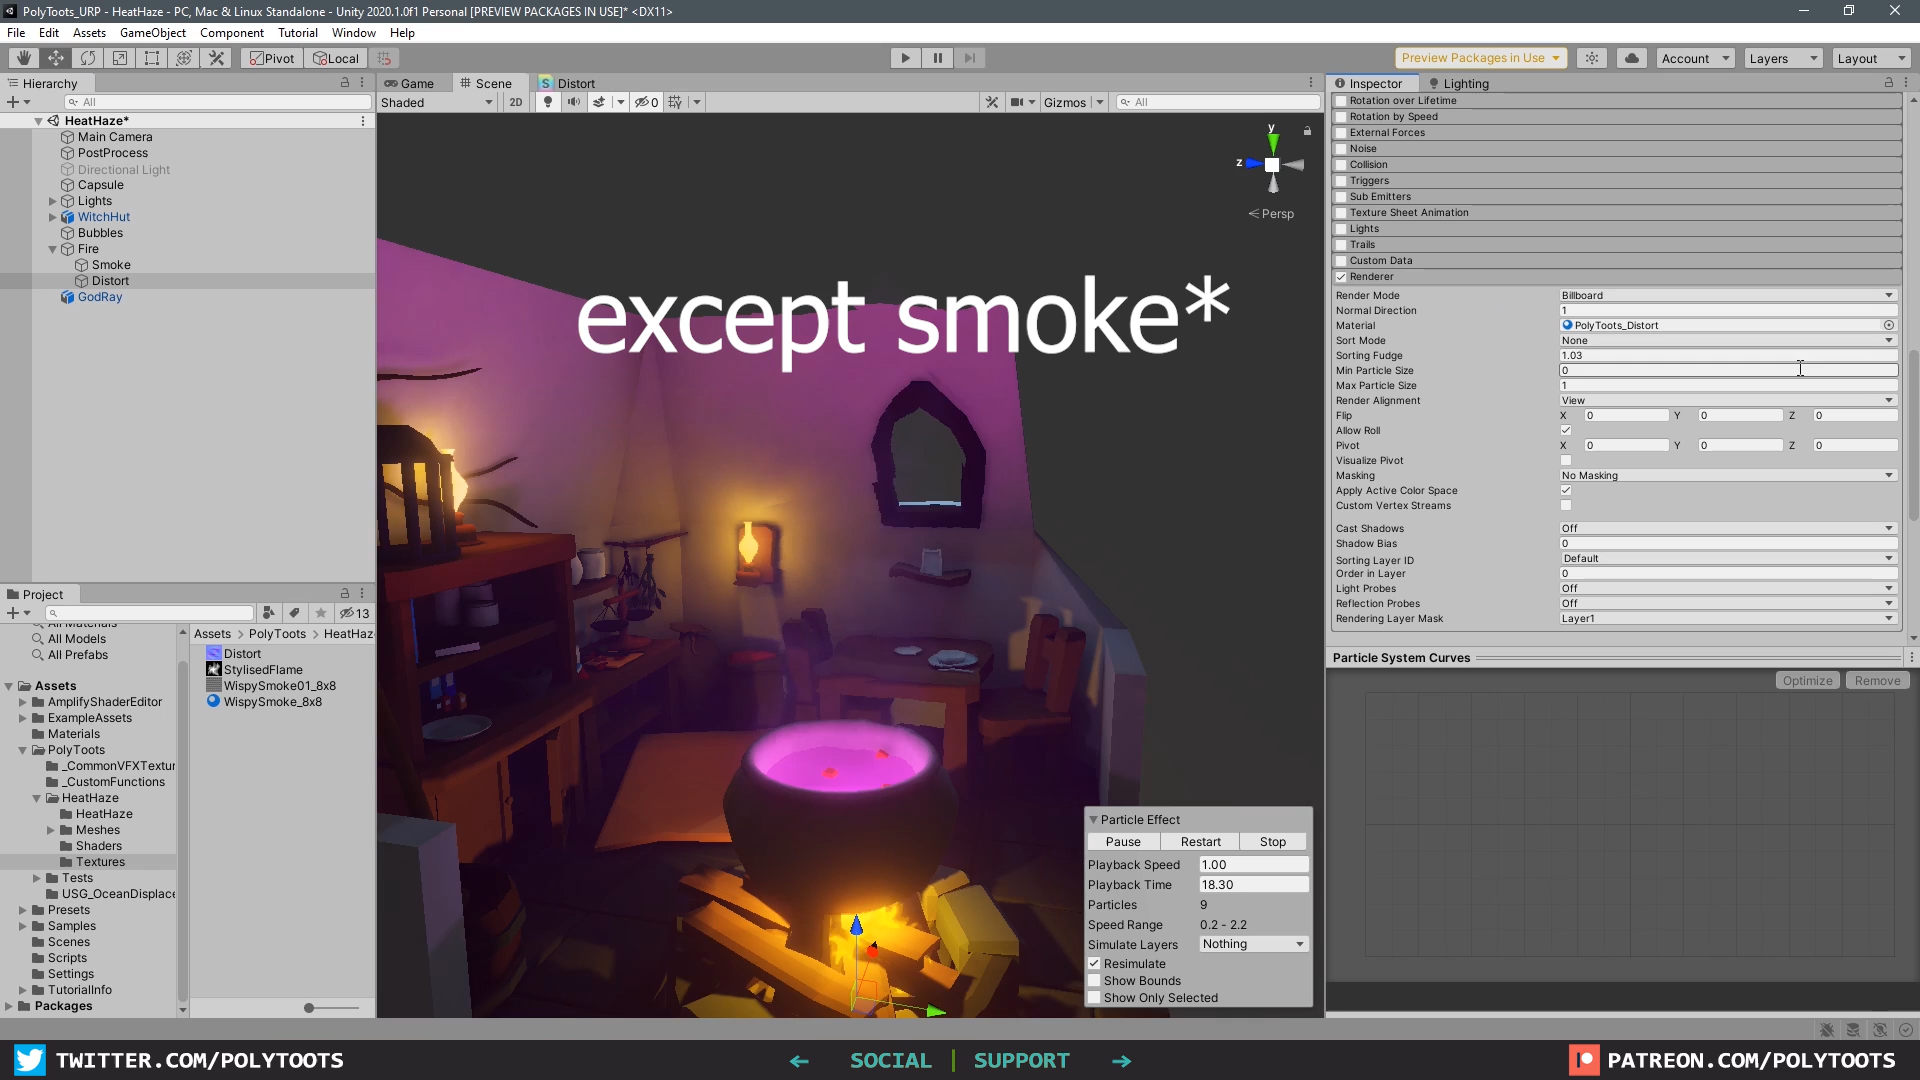 PolyToots_URP - HeatHaze - PC, Mac & Linux Standalone - Unity 2020.1.0f1 Personal [PREVIEW PACKAGES IN USE]* <DX11>
File Edit Assets GameObject Component Tutorial Window Help
Pivot Local
Preview Packages in Use
Account
Layers
Layout
Hierarchy
All
HeatHaze*
Main Camera
PostProcess
Directional Light
Capsule
Lights
WitchHut
Bubbles
Fire
Smoke
Distort
GodRay
Project
13
All Materials
All Models
All Prefabs
Assets
AmplifyShaderEditor
ExampleAssets
Materials
PolyToots
_CommonVFXTextur
_CustomFunctions
HeatHaze
HeatHaze
Meshes
Shaders
Textures
Tests
USG_OceanDisplace
Presets
Samples
Scenes
Scripts
Settings
TutorialInfo
Packages
Assets > PolyToots > HeatHaz
Distort
StylisedFlame
WispySmoke01_8x8
WispySmoke_8x8
Game Scene Distort
Shaded 2D 0 Gizmos All
y
z
Persp
except smoke*
Particle Effect
Pause Restart Stop
Playback Speed 1.00
Playback Time 18.30
Particles 9
Speed Range 0.2 - 2.2
Simulate Layers Nothing
Resimulate
Show Bounds
Show Only Selected
Inspector Lighting
Rotation over Lifetime
Rotation by Speed
External Forces
Noise
Collision
Triggers
Sub Emitters
Texture Sheet Animation
Lights
Trails
Custom Data
Renderer
Render Mode Billboard
Normal Direction 1
Material PolyToots_Distort
Sort Mode None
Sorting Fudge 1.03
Min Particle Size 0
Max Particle Size 1
Render Alignment View
Flip X 0 Y 0 Z 0
Allow Roll
Pivot X 0 Y 0 Z 0
Visualize Pivot
Masking No Masking
Apply Active Color Space
Custom Vertex Streams
Cast Shadows Off
Shadow Bias 0
Sorting Layer ID Default
Order in Layer 0
Light Probes Off
Reflection Probes Off
Rendering Layer Mask Layer1
Particle System Curves
Optimize Remove
TWITTER.COM/POLYTOOTS
← SOCIAL | SUPPORT →
PATREON.COM/POLYTOOTS